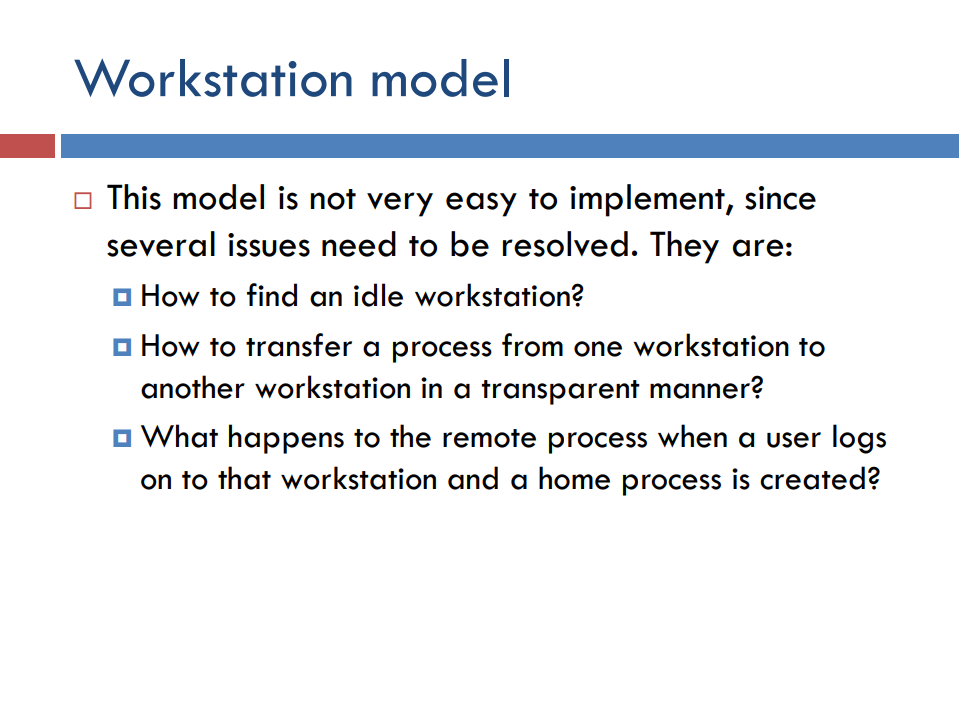 Workstation model
This model is not very easy to implement, since
several issues need to be resolved. They are:
How to find an idle workstation?
How to transfer a process from one workstation to
another workstation in a transparent manner?
What happens to the remote process when a user logs
on to that workstation and a home process is created?